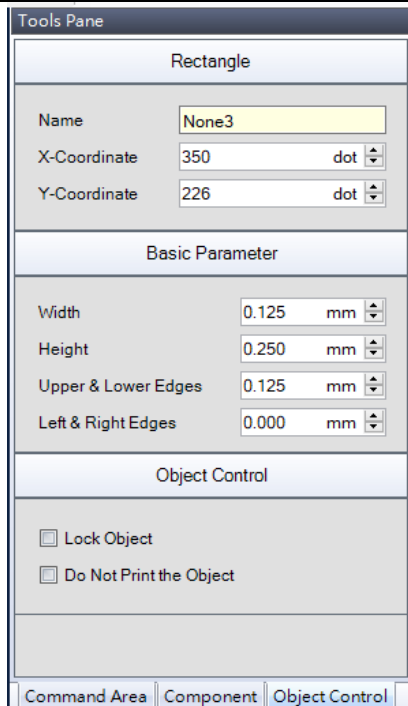 Tools Pane
Rectangle
Name None3
X-Coordinate 350 dot
Y-Coordinate 226 dot
Basic Parameter
Width 0.125 mm
Height 0.250 mm
Upper & Lower Edges 0.125 mm
Left & Right Edges 0.000 mm
Object Control
Lock Object
Do Not Print the Object
Command Area Component Object Control